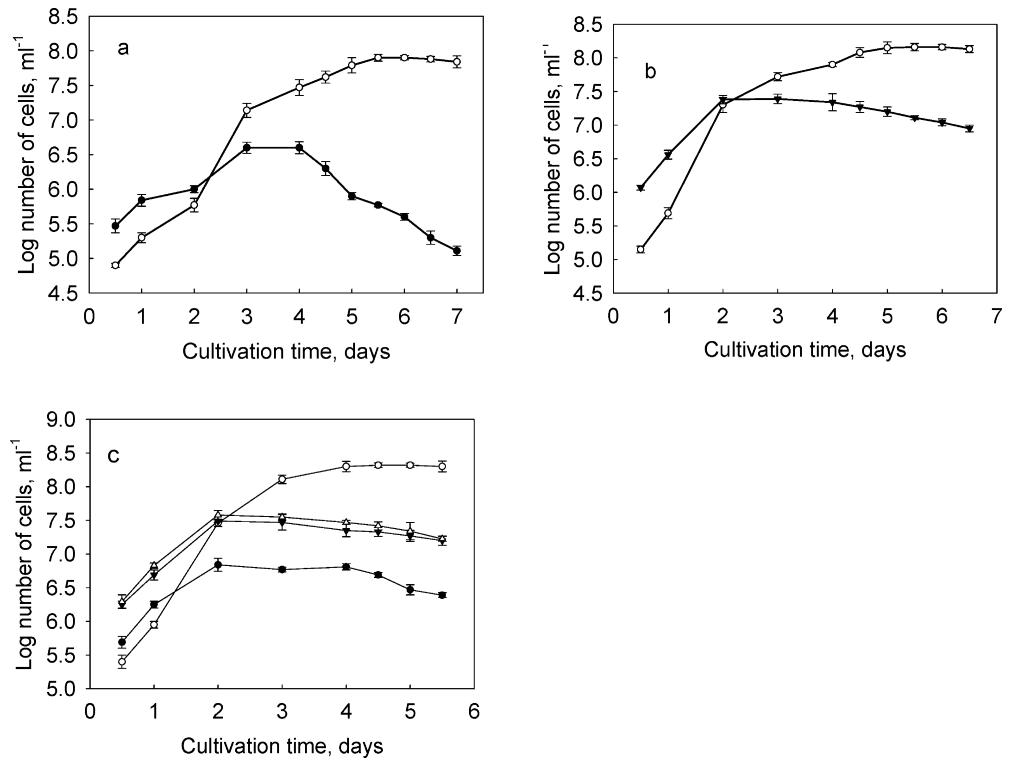 a
8.5
8.0
7.5
7.0
6.5
6.0
5.5
5.0
4.5
Log number of cells, ml⁻¹
0 1 2 3 4 5 6 7
Cultivation time, days
b
8.5
8.0
7.5
7.0
6.5
6.0
5.5
5.0
4.5
Log number of cells, ml⁻¹
0 1 2 3 4 5 6 7
Cultivation time, days
c
9.0
8.5
8.0
7.5
7.0
6.5
6.0
5.5
5.0
Log number of cells, ml⁻¹
0 1 2 3 4 5 6
Cultivation time, days